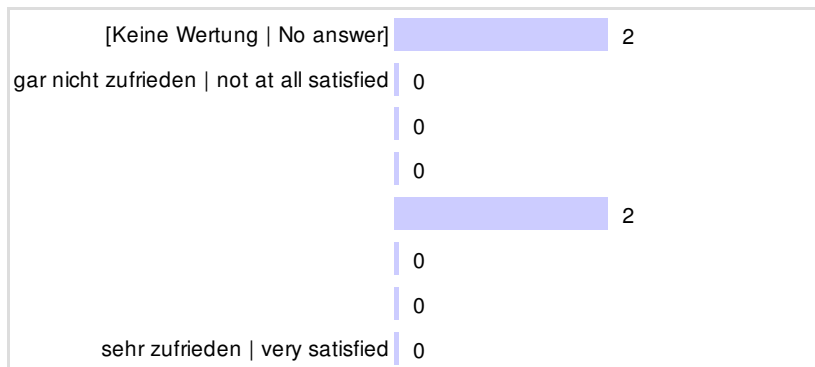 [Keine Wertung | No answer] 2
gar nicht zufrieden | not at all satisfied 0
0
0
2
0
0
sehr zufrieden | very satisfied 0